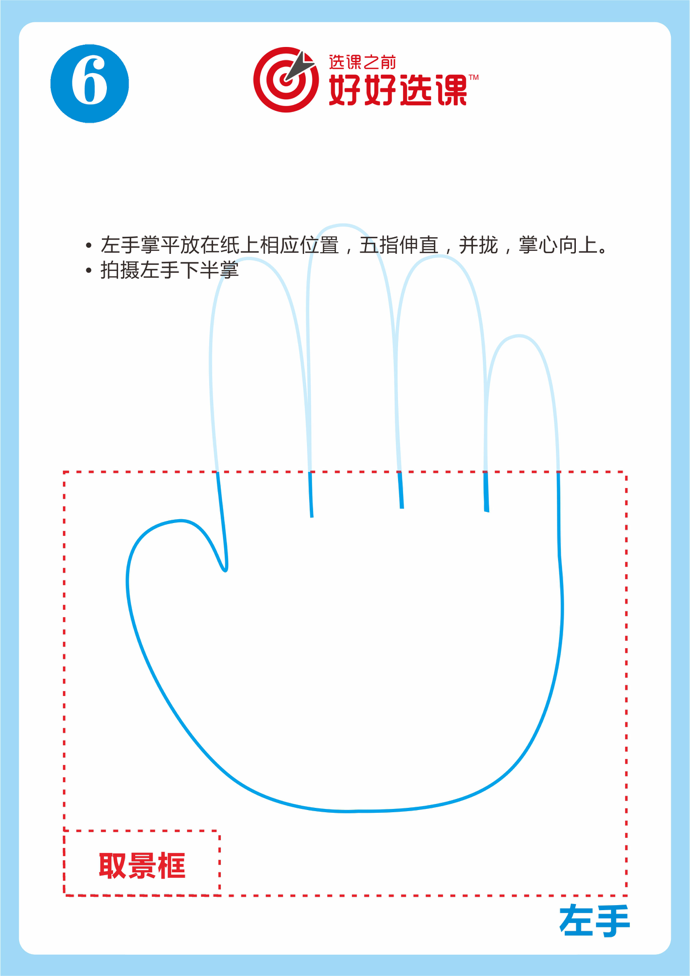 6
选课之前
好好选课™
• 左手掌平放在纸上相应位置，五指伸直，并拢，掌心向上。
• 拍摄左手下半掌
取景框
左手